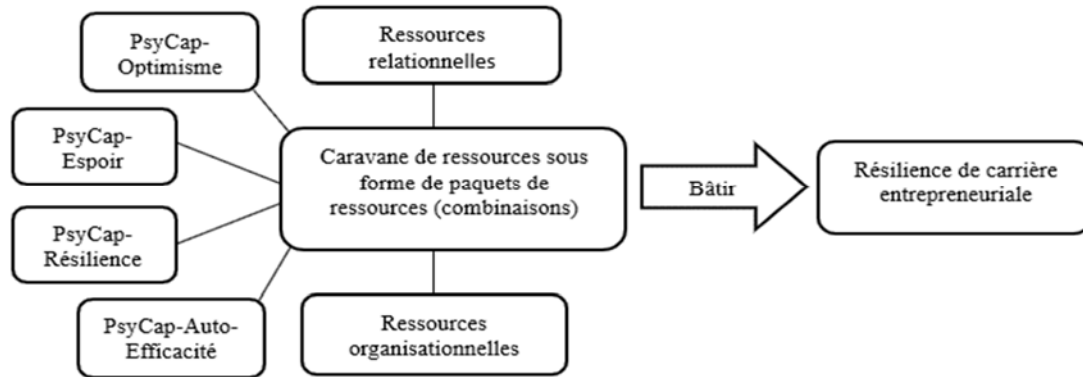 PsyCap-
Optimisme
Ressources
relationnelles
PsyCap-
Espoir
Caravane de ressources sous
forme de paquets de
ressources (combinaisons)
Bâtir
Résilience de carrière
entrepreneuriale
PsyCap-
Résilience
PsyCap-Auto-
Efficacité
Ressources
organisationnelles